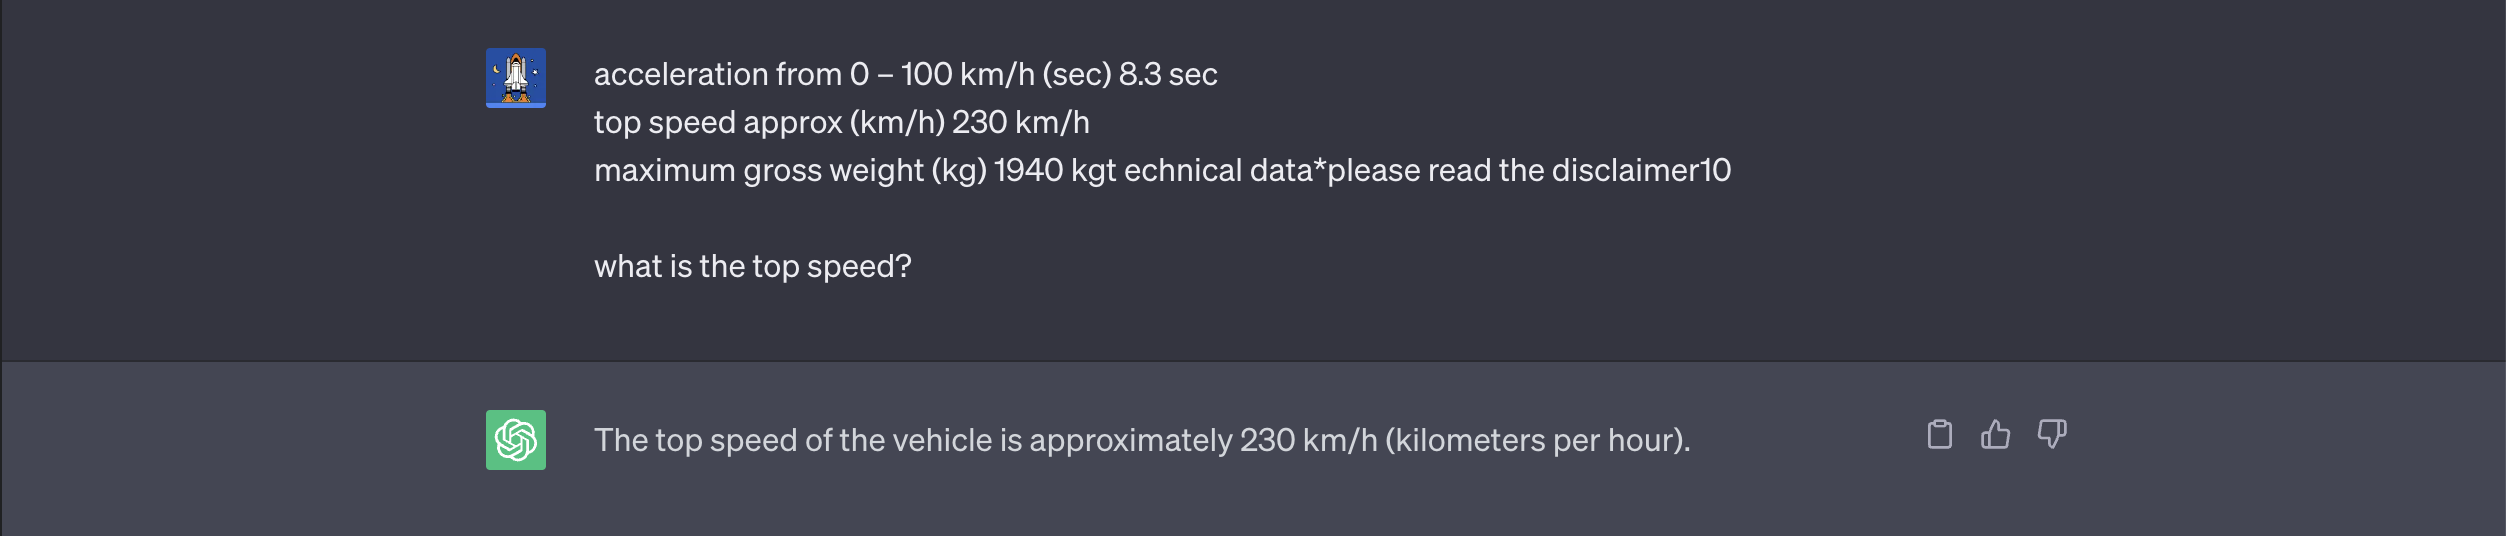 acceleration from 0 – 100 km/h (sec) 8.3 sec
top speed approx (km/h) 230 km/h
maximum gross weight (kg) 1940 kgt echnical data*please read the disclaimer10
what is the top speed?
The top speed of the vehicle is approximately 230 km/h (kilometers per hour).